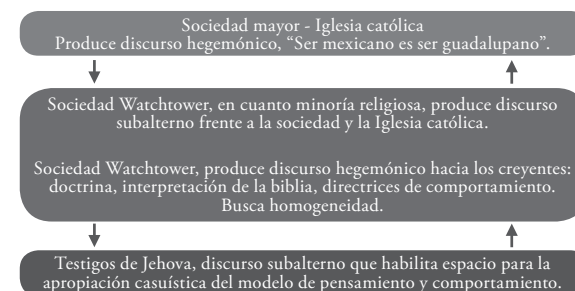 Sociedad mayor - Iglesia católica
Produce discurso hegemónico, “Ser mexicano es ser guadalupano”.
Sociedad Watchtower, en cuanto minoría religiosa, produce discurso
subalterno frente a la sociedad y la Iglesia católica.
Sociedad Watchtower, produce discurso hegemónico hacia los creyentes:
doctrina, interpretación de la biblia, directrices de comportamiento.
Busca homogeneidad.
Testigos de Jehova, discurso subalterno que habilita espacio para la
apropiación casuística del modelo de pensamiento y comportamiento.